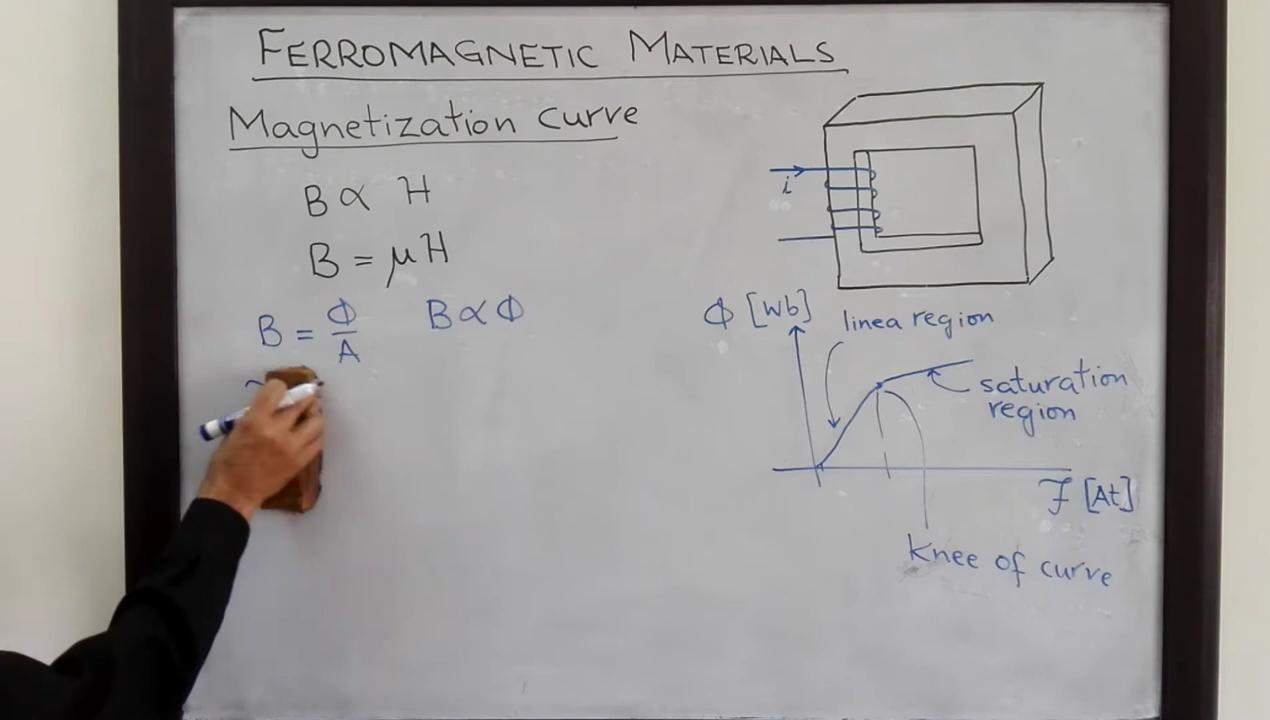 FERROMAGNETIC MATERIALS
Magnetization Curve
B ∝ H
B = μH
B = Φ/A B ∝ Φ
i
Φ [Wb]
linea region
saturation
region
ℱ [At]
Knee of curve